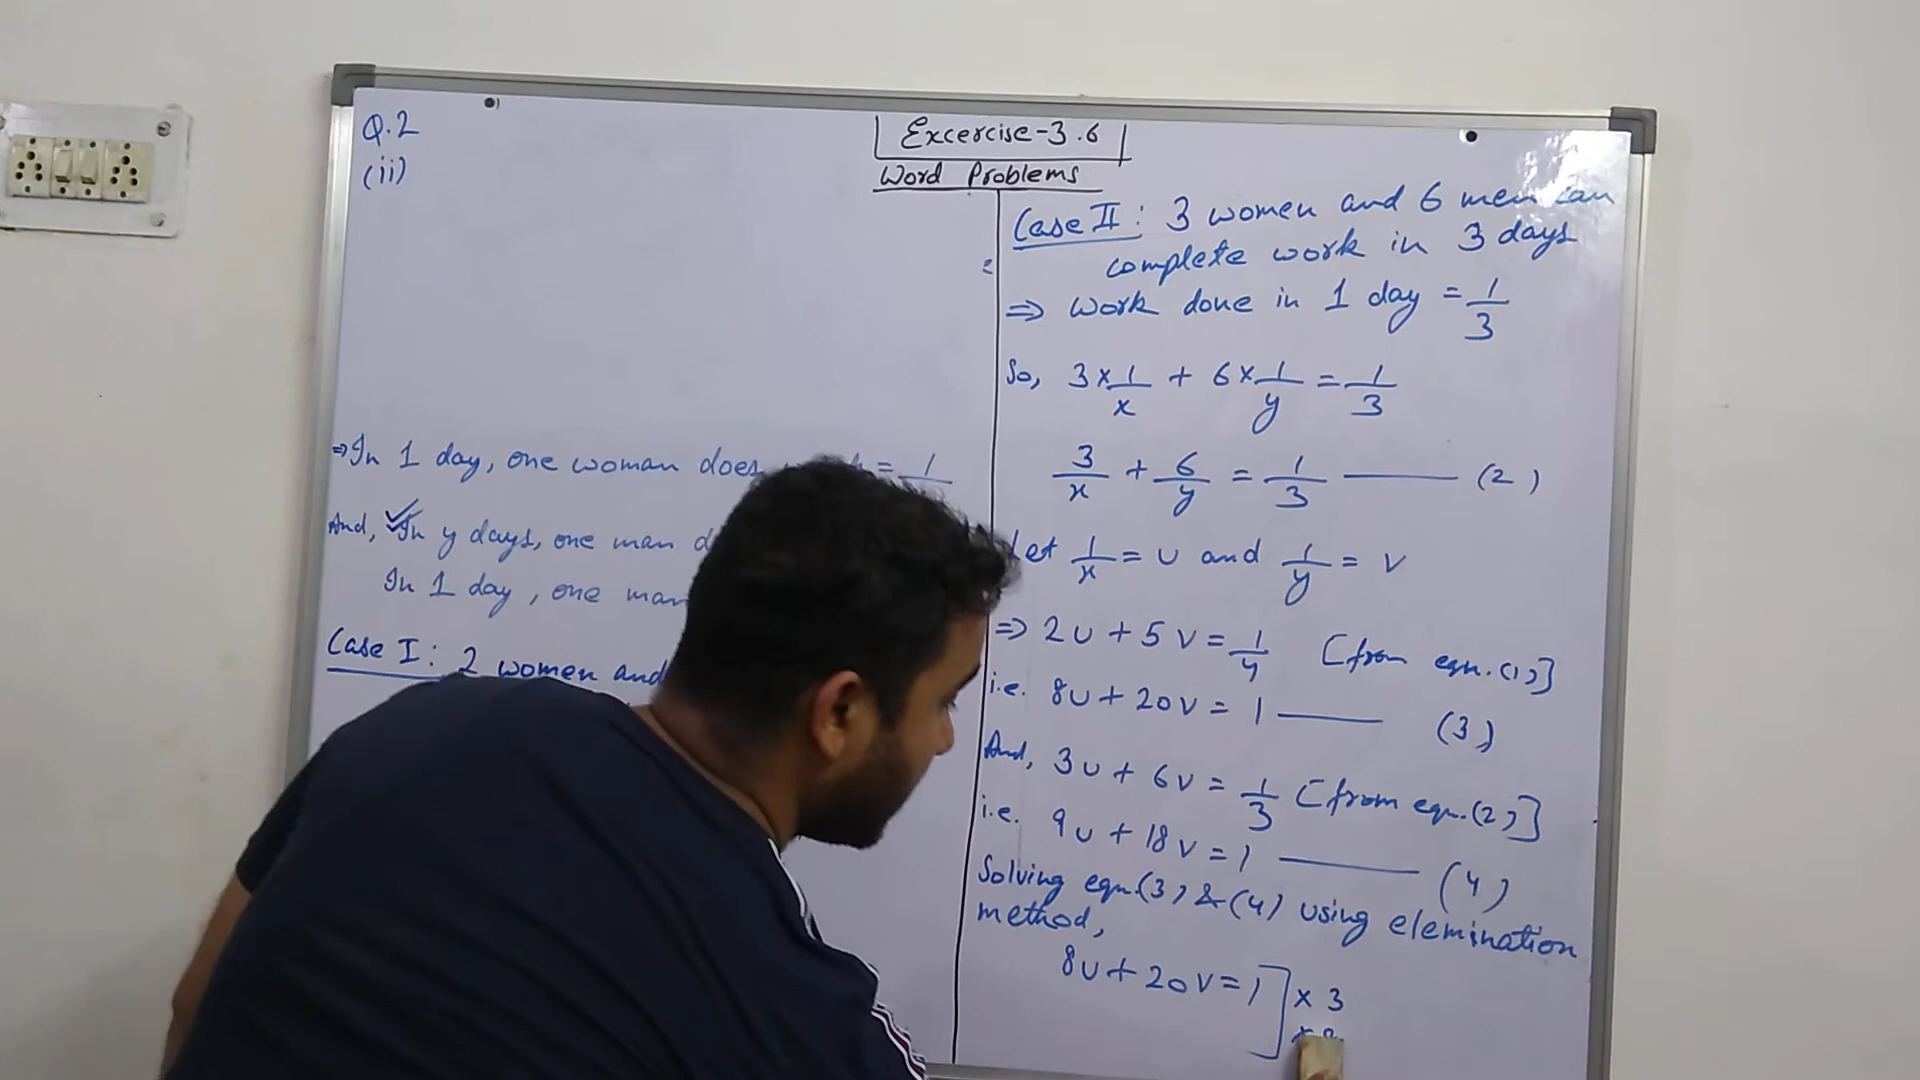 Q.2
(ii)
Excercise-3.6
Word Problems
⇒In 1 day, one woman does = 1
And, In y days, one man
In 1 day, one man
Case I: 2 women and
Case II: 3 women and 6 men can
complete work in 3 days
⇒ Work done in 1 day = 1/3
So, 3×1/x + 6×1/y = 1/3
3/x + 6/y = 1/3 —— (2)
Let 1/x = u and 1/y = v
⇒ 2u + 5v = 1/4 [from eqn.(1)]
i.e. 8u + 20v = 1 —— (3)
And, 3u + 6v = 1/3 [from eqn.(2)]
i.e. 9u + 18v = 1 —— (4)
Solving eqn.(3) & (4) using elemination
method,
8u + 20v = 1] × 3